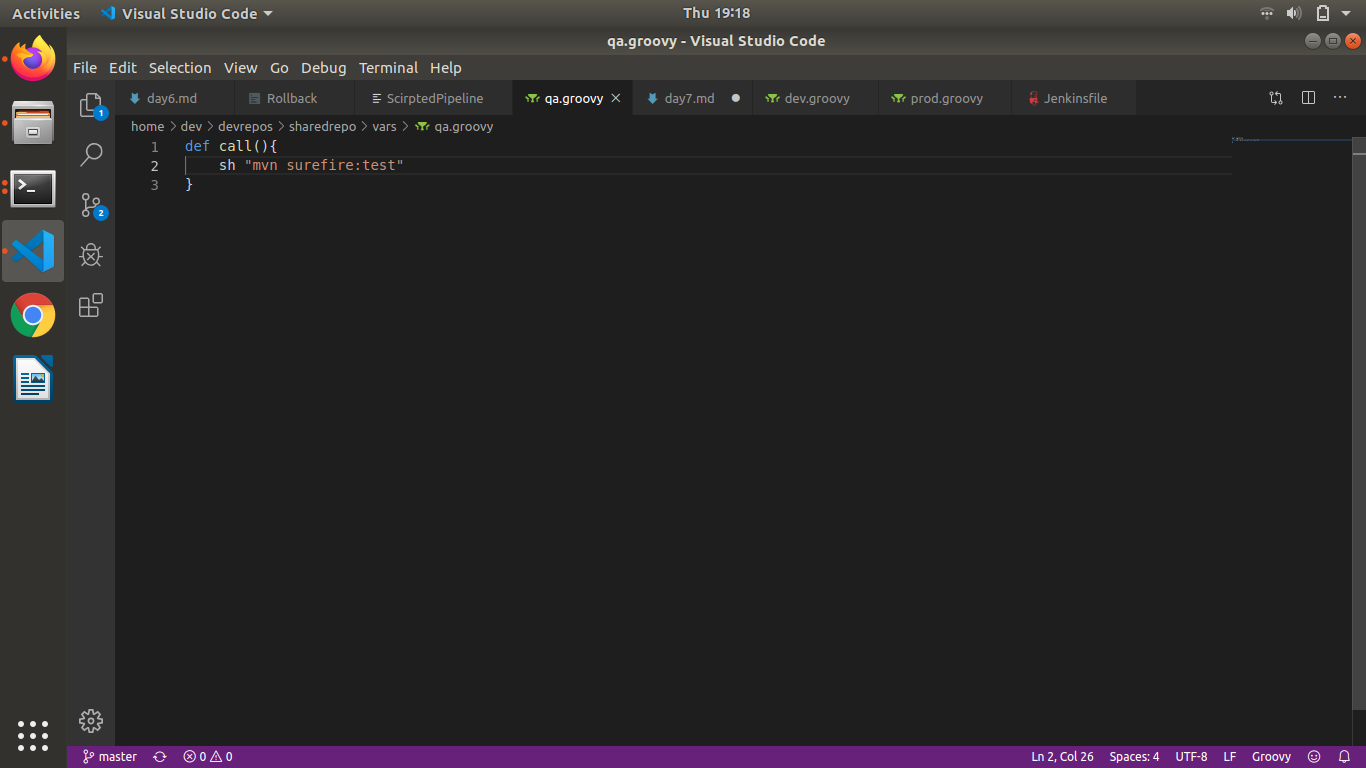 Activities Visual Studio Code Thu 19:18
qa.groovy - Visual Studio Code
File Edit Selection View Go Debug Terminal Help
day6.md Rollback ScirptedPipeline qa.groovy day7.md dev.groovy prod.groovy Jenkinsfile
home > dev > devrepos > sharedrepo > vars > qa.groovy
1 def call(){
2 sh "mvn surefire:test"
3 }
1
2
master 0 0 Ln 2, Col 26 Spaces: 4 UTF-8 LF Groovy